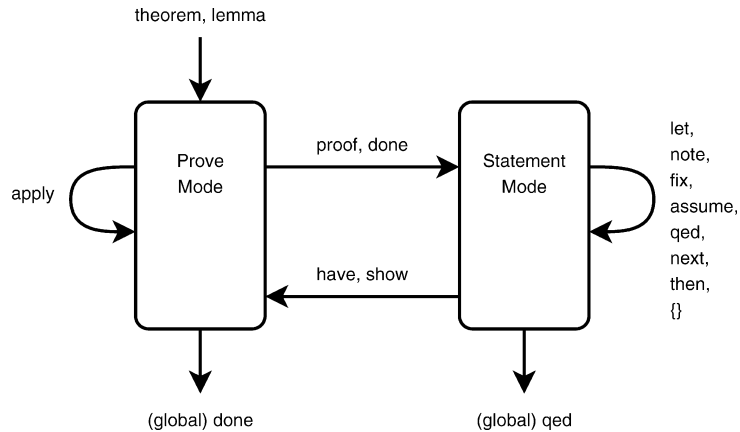 theorem, lemma
Prove
Mode
apply
proof, done
have, show
Statement
Mode
let,
note,
fix,
assume,
qed,
next,
then,
{}
(global) done
(global) qed